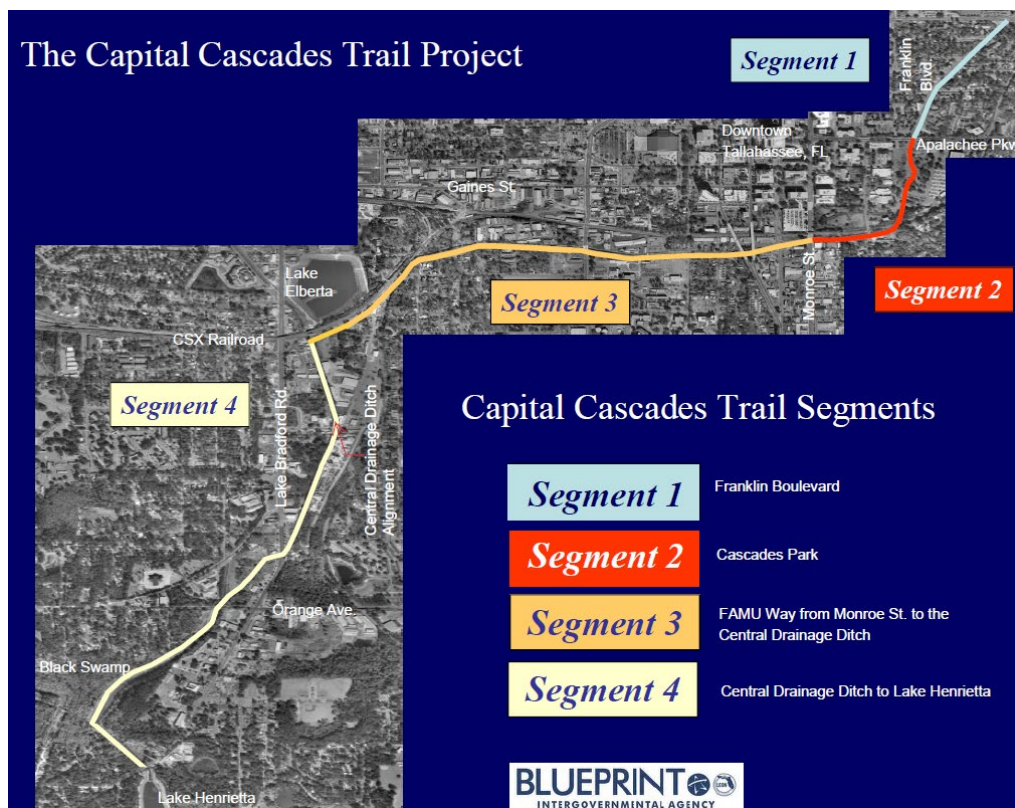 The Capital Cascades Trail Project
Segment 1
Franklin
Blvd.
Downtown
Tallahassee, FL
Apalachee Pkwy
Gaines St.
Monroe St.
Segment 2
Lake
Elberta
Segment 3
CSX Railroad
Segment 4
Lake Bradford Rd.
Central Drainage Ditch
Alignment
Orange Ave.
Black Swamp
Lake Henrietta
Capital Cascades Trail Segments
Segment 1
Franklin Boulevard
Segment 2
Cascades Park
Segment 3
FAMU Way from Monroe St. to the
Central Drainage Ditch
Segment 4
Central Drainage Ditch to Lake Henrietta
BLUEPRINT
INTERGOVERNMENTAL AGENCY